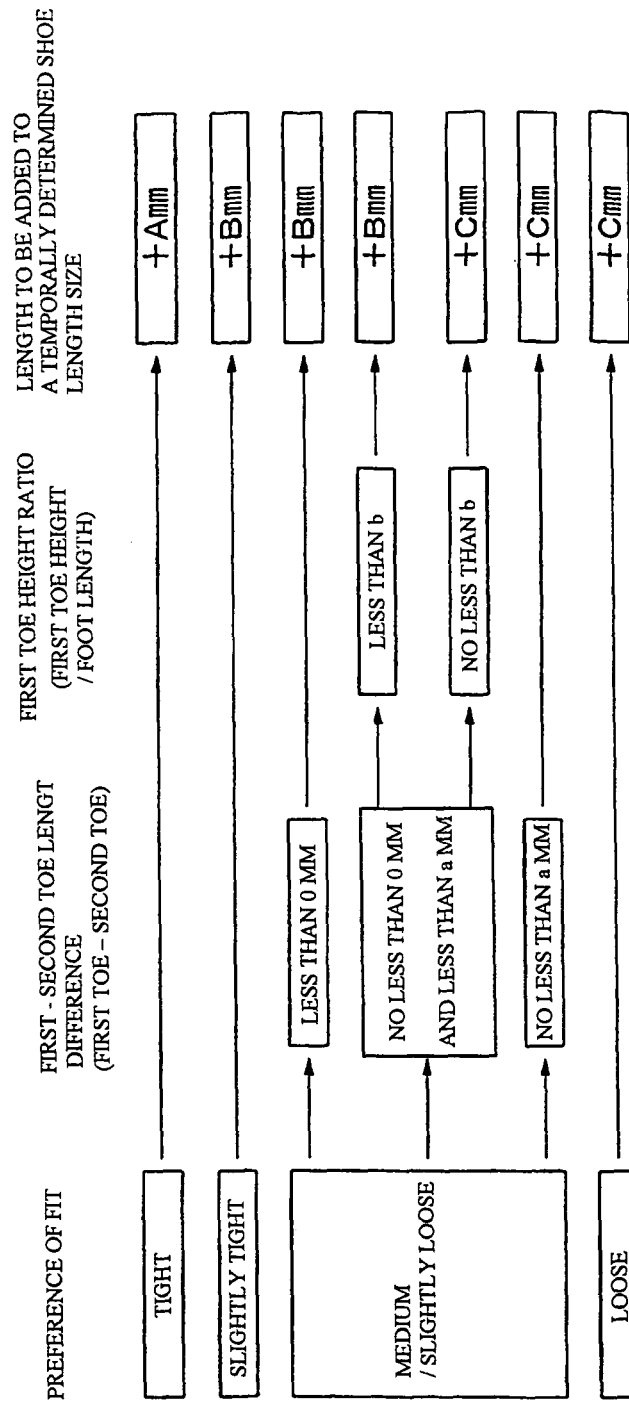 PREFERENCE OF FIT
FIRST - SECOND TOE LENGT
DIFFERENCE
(FIRST TOE – SECOND TOE)
FIRST TOE HEIGHT RATIO
(FIRST TOE HEIGHT
/ FOOT LENGTH)
LENGTH TO BE ADDED TO
A TEMPORALLY DETERMINED SHOE
LENGTH SIZE
TIGHT
+Amm
SLIGHTLY TIGHT
+Bmm
MEDIUM
/ SLIGHTLY LOOSE
LESS THAN 0 MM
+Bmm
NO LESS THAN 0 MM
AND LESS THAN a MM
LESS THAN b
+Bmm
NO LESS THAN b
+Cmm
NO LESS THAN a MM
+Cmm
LOOSE
+Cmm